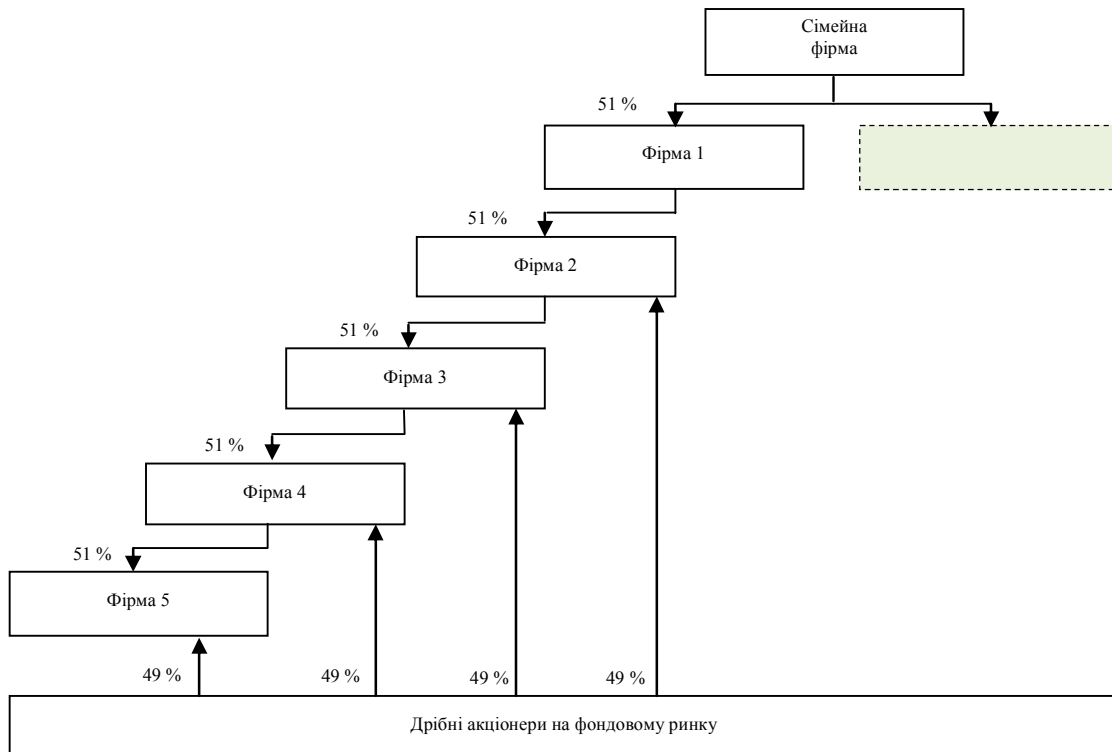 Сімейна
фірма
51 %
Фірма 1
51 %
Фірма 2
51 %
Фірма 3
51 %
Фірма 4
51 %
Фірма 5
49 %
49 %
49 %
49 %
Дрібні акціонери на фондовому ринку